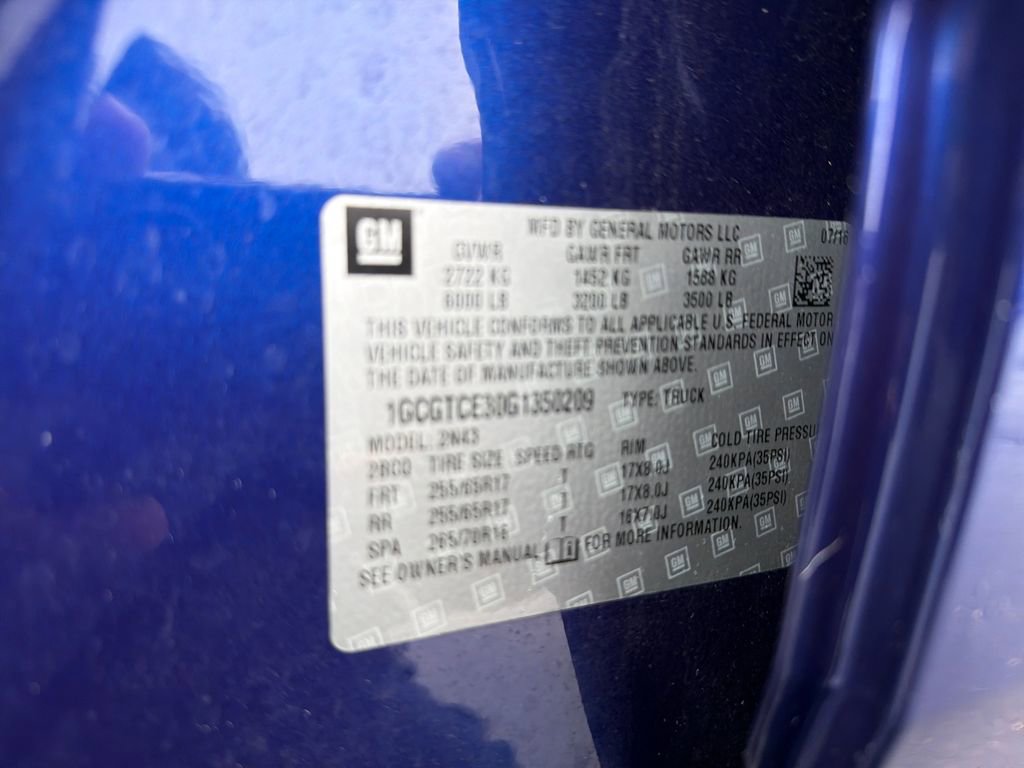 GM
MFD BY GENERAL MOTORS LLC 07/16
GVWR GAWR FRT GAWR RR
2722 KG 1452 KG 1588 KG
6000 LB 3200 LB 3500 LB
THIS VEHICLE CONFORMS TO ALL APPLICABLE U.S. FEDERAL MOTOR
VEHICLE SAFETY AND THEFT PREVENTION STANDARDS IN EFFECT ON
THE DATE OF MANUFACTURE SHOWN ABOVE.
1GCGTCE30G1350209 TYPE: TRUCK
MODEL: 2N43
TIRE SIZE SPEED RTG RIM COLD TIRE PRESSU
FRT 255/65R17 T 17X8.0J 240KPA(35PSI)
RR 255/65R17 T 17X8.0J 240KPA(35PSI)
SPA 265/70R16 T 16X7.0J 240KPA(35PSI)
SEE OWNER'S MANUAL FOR MORE INFORMATION.